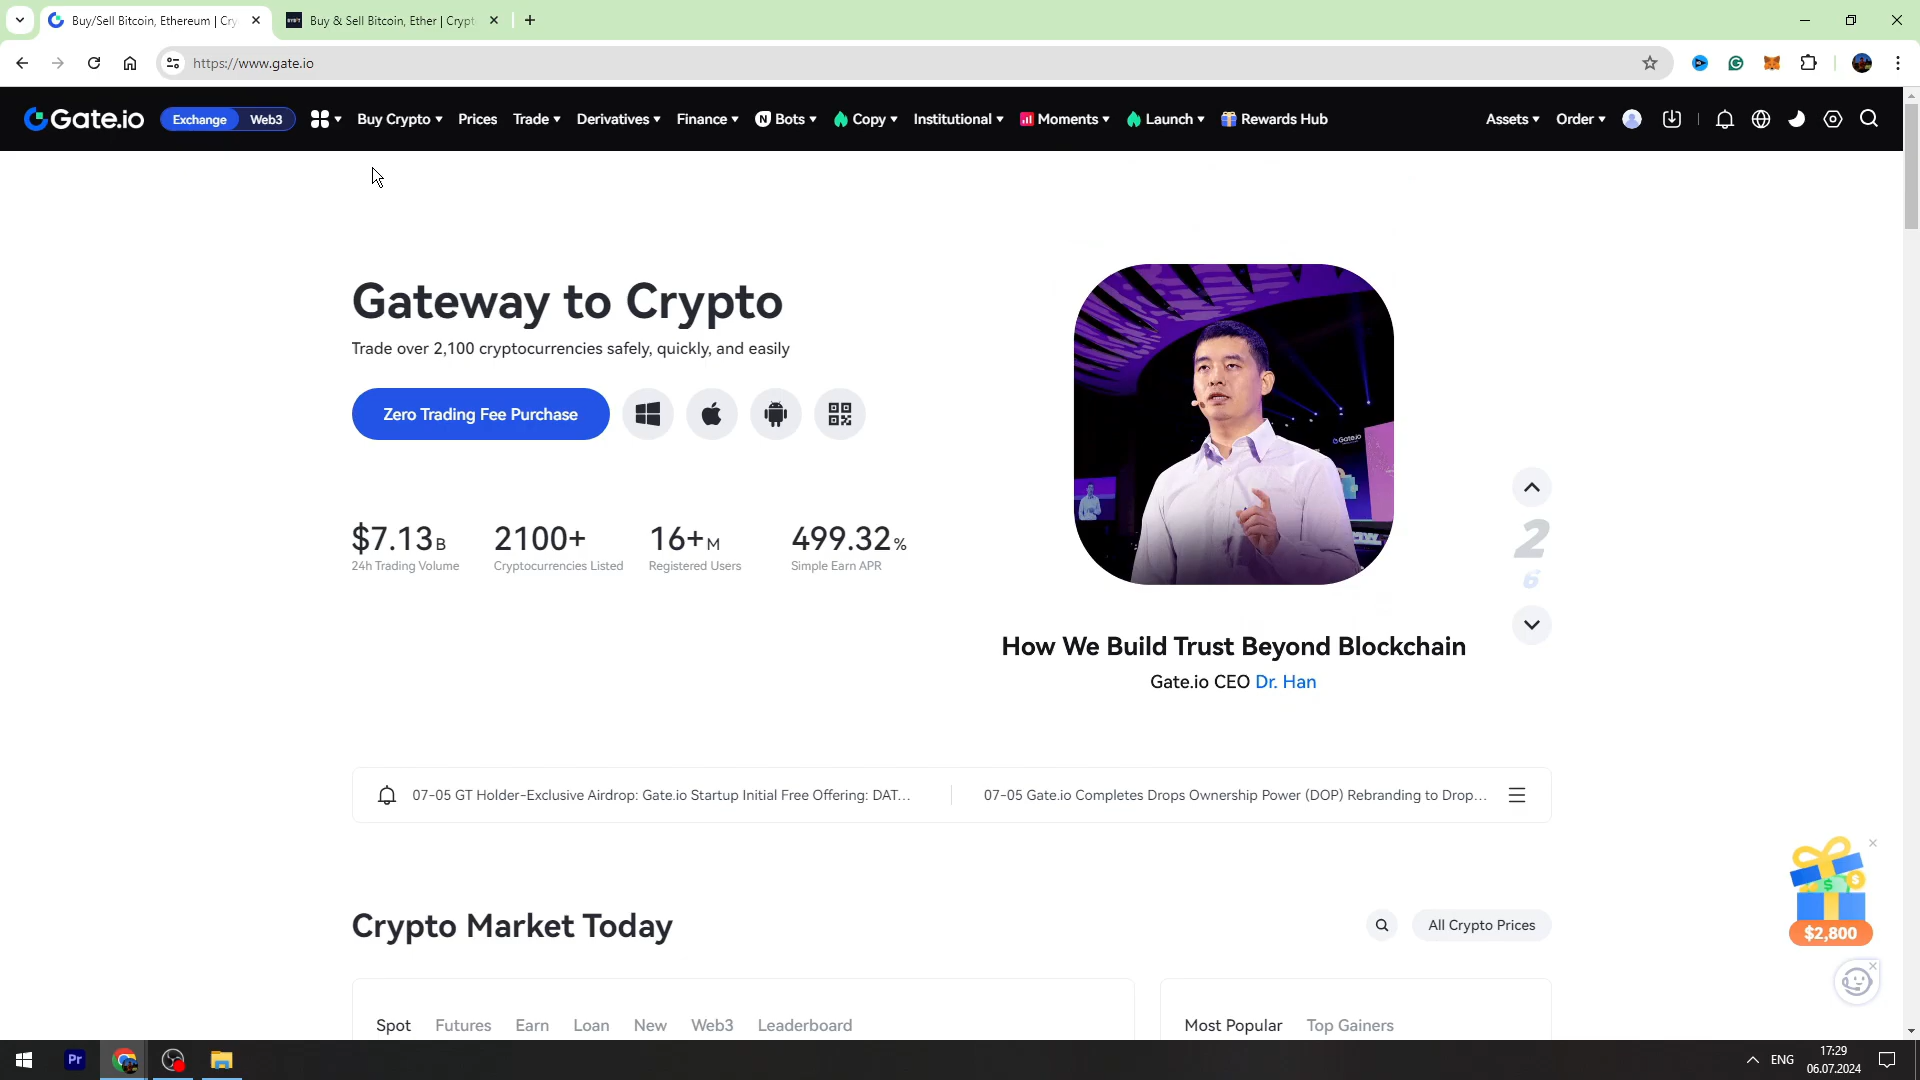 Buy/Sell Bitcoin, Ethereum | Cry
Buy & Sell Bitcoin, Ether | Crypt
https://www.gate.io
Gate.io
Exchange
Web3
Buy Crypto
Prices
Trade
Derivatives
Finance
Bots
Copy
Institutional
Moments
Launch
Rewards Hub
Assets
Order
Gateway to Crypto
Trade over 2,100 cryptocurrencies safely, quickly, and easily
Zero Trading Fee Purchase
$7.13B
2100+
16+M
499.32%
24h Trading Volume
Cryptocurrencies Listed
Registered Users
Simple Earn APR
Gate.io
2
6
How We Build Trust Beyond Blockchain
Gate.io CEO Dr. Han
07-05 GT Holder-Exclusive Airdrop: Gate.io Startup Initial Free Offering: DAT...
07-05 Gate.io Completes Drops Ownership Power (DOP) Rebranding to Drop...
Crypto Market Today
All Crypto Prices
$2,800
Spot
Futures
Earn
Loan
New
Web3
Leaderboard
Most Popular
Top Gainers
Pr
ENG
17:29
06.07.2024